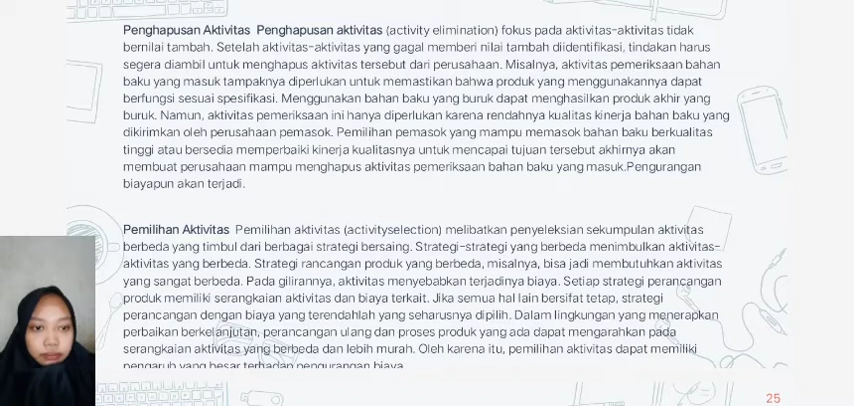 Penghapusan Aktivitas  Penghapusan aktivitas (activity elimination) fokus pada aktivitas-aktivitas tidak
bernilai tambah. Setelah aktivitas-aktivitas yang gagal memberi nilai tambah diidentifikasi, tindakan harus
segera diambil untuk menghapus aktivitas tersebut dari perusahaan. Misalnya, aktivitas pemeriksaan bahan
baku yang masuk tampaknya diperlukan untuk memastikan bahwa produk yang menggunakannya dapat
berfungsi sesuai spesifikasi. Menggunakan bahan baku yang buruk dapat menghasilkan produk akhir yang
buruk. Namun, aktivitas pemeriksaan ini hanya diperlukan karena rendahnya kualitas kinerja bahan baku yang
dikirimkan oleh perusahaan pemasok. Pemilihan pemasok yang mampu memasok bahan baku berkualitas
tinggi atau bersedia memperbaiki kinerja kualitasnya untuk mencapai tujuan tersebut akhirnya akan
membuat perusahaan mampu menghapus aktivitas pemeriksaan bahan baku yang masuk.Pengurangan
biayapun akan terjadi.
Pemilihan Aktivitas  Pemilihan aktivitas (activityselection) melibatkan penyeleksian sekumpulan aktivitas
berbeda yang timbul dari berbagai strategi bersaing. Strategi-strategi yang berbeda menimbulkan aktivitas-
aktivitas yang berbeda. Strategi rancangan produk yang berbeda, misalnya, bisa jadi membutuhkan aktivitas
yang sangat berbeda. Pada gilirannya, aktivitas menyebabkan terjadinya biaya. Setiap strategi perancangan
produk memiliki serangkaian aktivitas dan biaya terkait. Jika semua hal lain bersifat tetap, strategi
perancangan dengan biaya yang terendahlah yang seharusnya dipilih. Dalam lingkungan yang menerapkan
perbaikan berkelanjutan, perancangan ulang dan proses produk yang ada dapat mengarahkan pada
serangkaian aktivitas yang berbeda dan lebih murah. Oleh karena itu, pemilihan aktivitas dapat memiliki
pengaruh yang besar terhadap pengurangan biaya
25